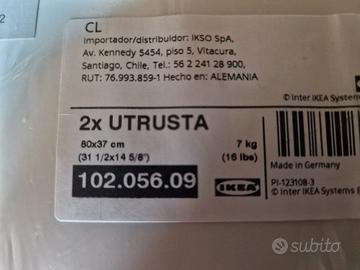 2
CL
Importador/distribuidor: IKSO SpA,
Av. Kennedy 5454, piso 5, Vitacura,
Santiago, Chile, Tel.: 56 2 241 28 900,
RUT: 76.993.859-1 Hecho en: ALEMANIA
© Inter IKEA Systems
2x UTRUSTA
80x37 cm
(31 1/2x14 5/8")
7 kg
(16 lbs)
102.056.09
IKEA
Made in Germany
PI-123108-3
© Inter IKEA Systems B
subito